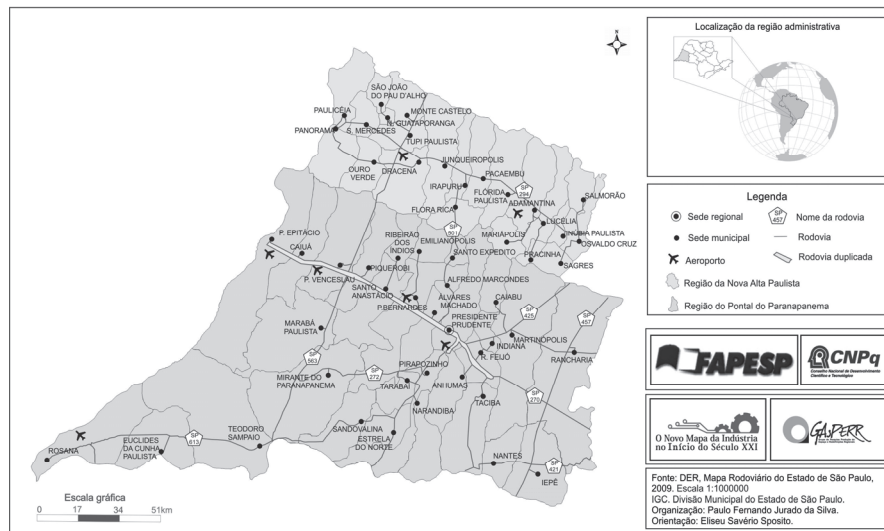 Localização da região administrativa
N
SÃO JOÃO
DO PAU D'ALHO
MONTE CASTELO
PAULICÉIA
N. GUATAPORANGA
PANORAMA
S. MERCEDES
TUPI PAULISTA
JUNQUEIROPOLIS
OURO
VERDE
DRACENA
PACAEMBU
IRAPURU
FLÓRIDA
PAULISTA
SP
294
SALMORÃO
ADAMANTINA
FLORA RICA
LUCÉLIA
SP
501
MARIÁPOLIS
INÚBIA PAULISTA
OSVALDO CRUZ
P. EPITÁCIO
RIBEIRÃO
DOS
ÍNDIOS
EMILIANÓPOLIS
CAIUÁ
SANTO EXPEDITO
PRACINHA
SAGRES
P. VENCESLAU
PIQUEROBI
SANTO
ANASTÁCIO
ALFREDO MARCONDES
P.BERNARDES
ÁLVARES
MACHADO
CAIABU
SP
425
SP
457
PRESIDENTE
PRUDENTE
MARABÁ
PAULISTA
MARTINÓPOLIS
INDIANA
SP
563
R. FEIJÓ
RANCHARIA
PIRAPOZINHO
MIRANTE DO
PARANAPANEMA
SP
272
TARABAI
ANHUMAS
SP
270
NARANDIBA
TACIBA
SANDOVALINA
TEODORO
SAMPAIO
ESTRELA
DO NORTE
SP
613
EUCLIDES
DA CUNHA
PAULISTA
ROSANA
NANTES
SP
421
IEPÊ
Escala gráfica
0 17 34 51km
Legenda
Sede regional
SP
457
Nome da rodovia
Sede municipal
Rodovia
Aeroporto
Rodovia duplicada
Região da Nova Alta Paulista
Região do Pontal do Paranapanema
FAPESP
CNPq
Conselho Nacional de Desenvolvimento
Científico e Tecnológico
O Novo Mapa da Indústria
no Início do Século XXI
GAsPERR
Fonte: DER, Mapa Rodoviário do Estado de São Paulo,
2009. Escala 1:1000000
IGC. Divisão Municipal do Estado de São Paulo.
Organização: Paulo Fernando Jurado da Silva.
Orientação: Eliseu Savério Sposito.